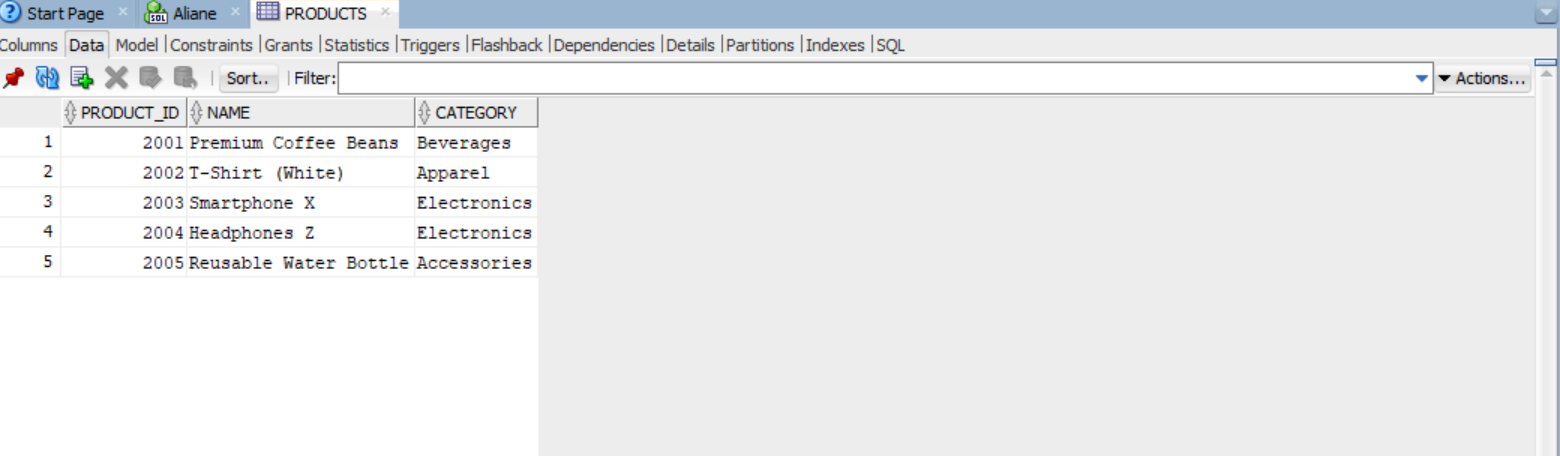 Start Page Aliane PRODUCTS
Columns Data Model Constraints Grants Statistics Triggers Flashback Dependencies Details Partitions Indexes SQL
Sort.. Filter: Actions...
PRODUCT_ID NAME CATEGORY
1 2001 Premium Coffee Beans Beverages
2 2002 T-Shirt (White) Apparel
3 2003 Smartphone X Electronics
4 2004 Headphones Z Electronics
5 2005 Reusable Water Bottle Accessories